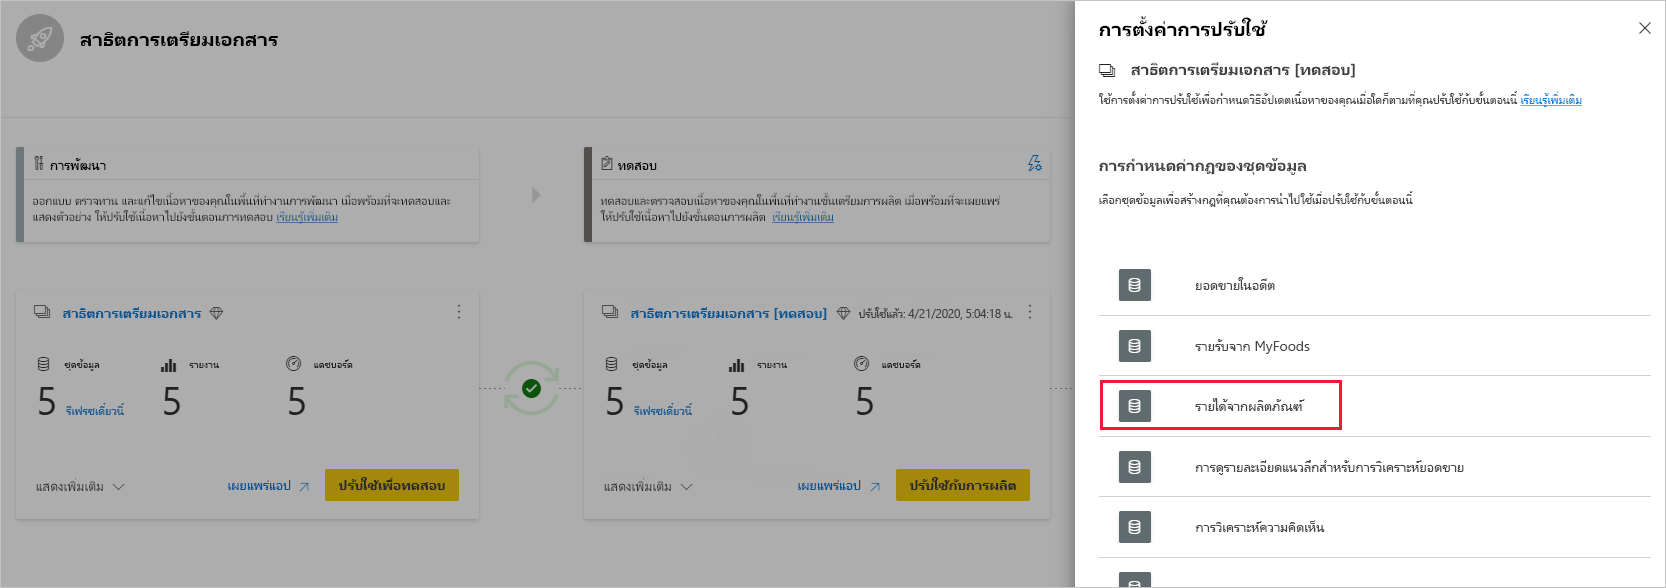 สาธิตการเตรียมเอกสาร
การพัฒนา
ออกแบบ ตรวจทาน และแก้ไขเนื้อหาของคุณในพื้นที่ทำงานการพัฒนา เมื่อพร้อมที่จะทดสอบและ
แสดงตัวอย่าง ให้ปรับใช้เนื้อหาไปยังขั้นตอนการทดสอบ เรียนรู้เพิ่มเติม
ทดสอบ
ทดสอบและตรวจสอบเนื้อหาของคุณในพื้นที่ทำงานขั้นเตรียมการผลิต เมื่อพร้อมที่จะเผยแพร่
ให้ปรับใช้เนื้อหาไปยังขั้นตอนการผลิต เรียนรู้เพิ่มเติม
สาธิตการเตรียมเอกสาร
ชุดข้อมูล
รายงาน
แดชบอร์ด
5 รีเฟรชเดี๋ยวนี้
5
5
แสดงเพิ่มเติม
เผยแพร่แอป
ปรับใช้เพื่อทดสอบ
สาธิตการเตรียมเอกสาร [ทดสอบ]
ปรับใช้แล้ว: 4/21/2020, 5:04:18 น.
ชุดข้อมูล
รายงาน
แดชบอร์ด
5 รีเฟรชเดี๋ยวนี้
5
5
แสดงเพิ่มเติม
เผยแพร่แอป
ปรับใช้กับการผลิต
การตั้งค่าการปรับใช้
สาธิตการเตรียมเอกสาร [ทดสอบ]
ใช้การตั้งค่าการปรับใช้เพื่อกำหนดวิธีอัปเดตเนื้อหาของคุณเมื่อใดก็ตามที่คุณปรับใช้กับขั้นตอนนี้ เรียนรู้เพิ่มเติม
การกำหนดค่ากฎของชุดข้อมูล
เลือกชุดข้อมูลเพื่อสร้างกฎที่คุณต้องการนำไปใช้เมื่อปรับใช้กับขั้นตอนนี้
ยอดขายในอดีต
รายรับจาก MyFoods
รายได้จากผลิตภัณฑ์
การดูรายละเอียดแนวลึกสำหรับการวิเคราะห์ยอดขาย
การวิเคราะห์ความคิดเห็น